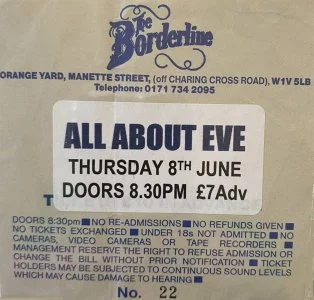 the
Borderline
ORANGE YARD, MANETTE STREET, (off CHARING CROSS ROAD), W1V 5LB
Telephone: 0171 734 2095
ALL ABOUT EVE
THURSDAY 8TH JUNE
DOORS 8.30PM £7Adv
DOORS 8:30pm ■ NO RE-ADMISSIONS ■ NO REFUNDS GIVEN ■
NO TICKETS EXCHANGED ■ UNDER 18s NOT ADMITTED ■ NO
CAMERAS, VIDEO CAMERAS OR TAPE RECORDERS ■
MANAGEMENT RESERVE THE RIGHT TO REFUSE ADMISSION OR
CHANGE THE BILL WITHOUT PRIOR NOTIFICATION ■ TICKET
HOLDERS MAY BE SUBJECTED TO CONTINUOUS SOUND LEVELS
WHICH MAY CAUSE DAMAGE TO HEARING ■
No. 22